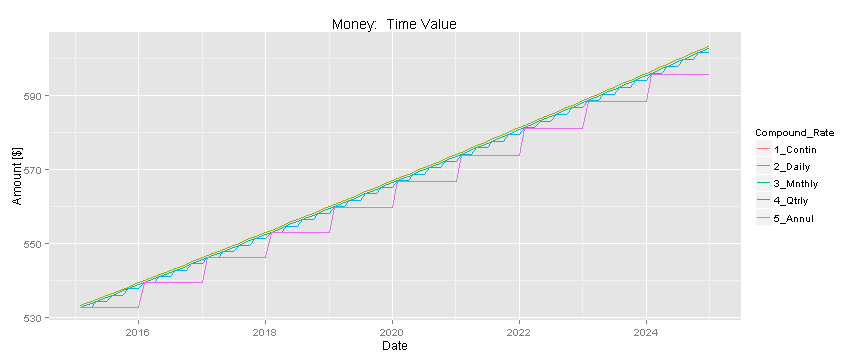 Money:  Time Value
Amount [$]
590
570
550
530
2016
2018
2020
2022
2024
Date
Compound_Rate
1_Contin
2_Daily
3_Mnthly
4_Qtrly
5_Annul